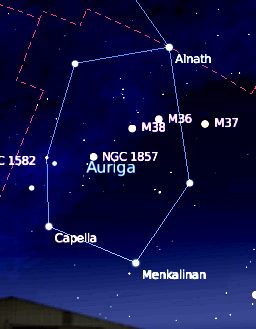 Alnath
M36
M37
M38
C 1582
NGC 1857
Auriga
Capella
Menkalinan